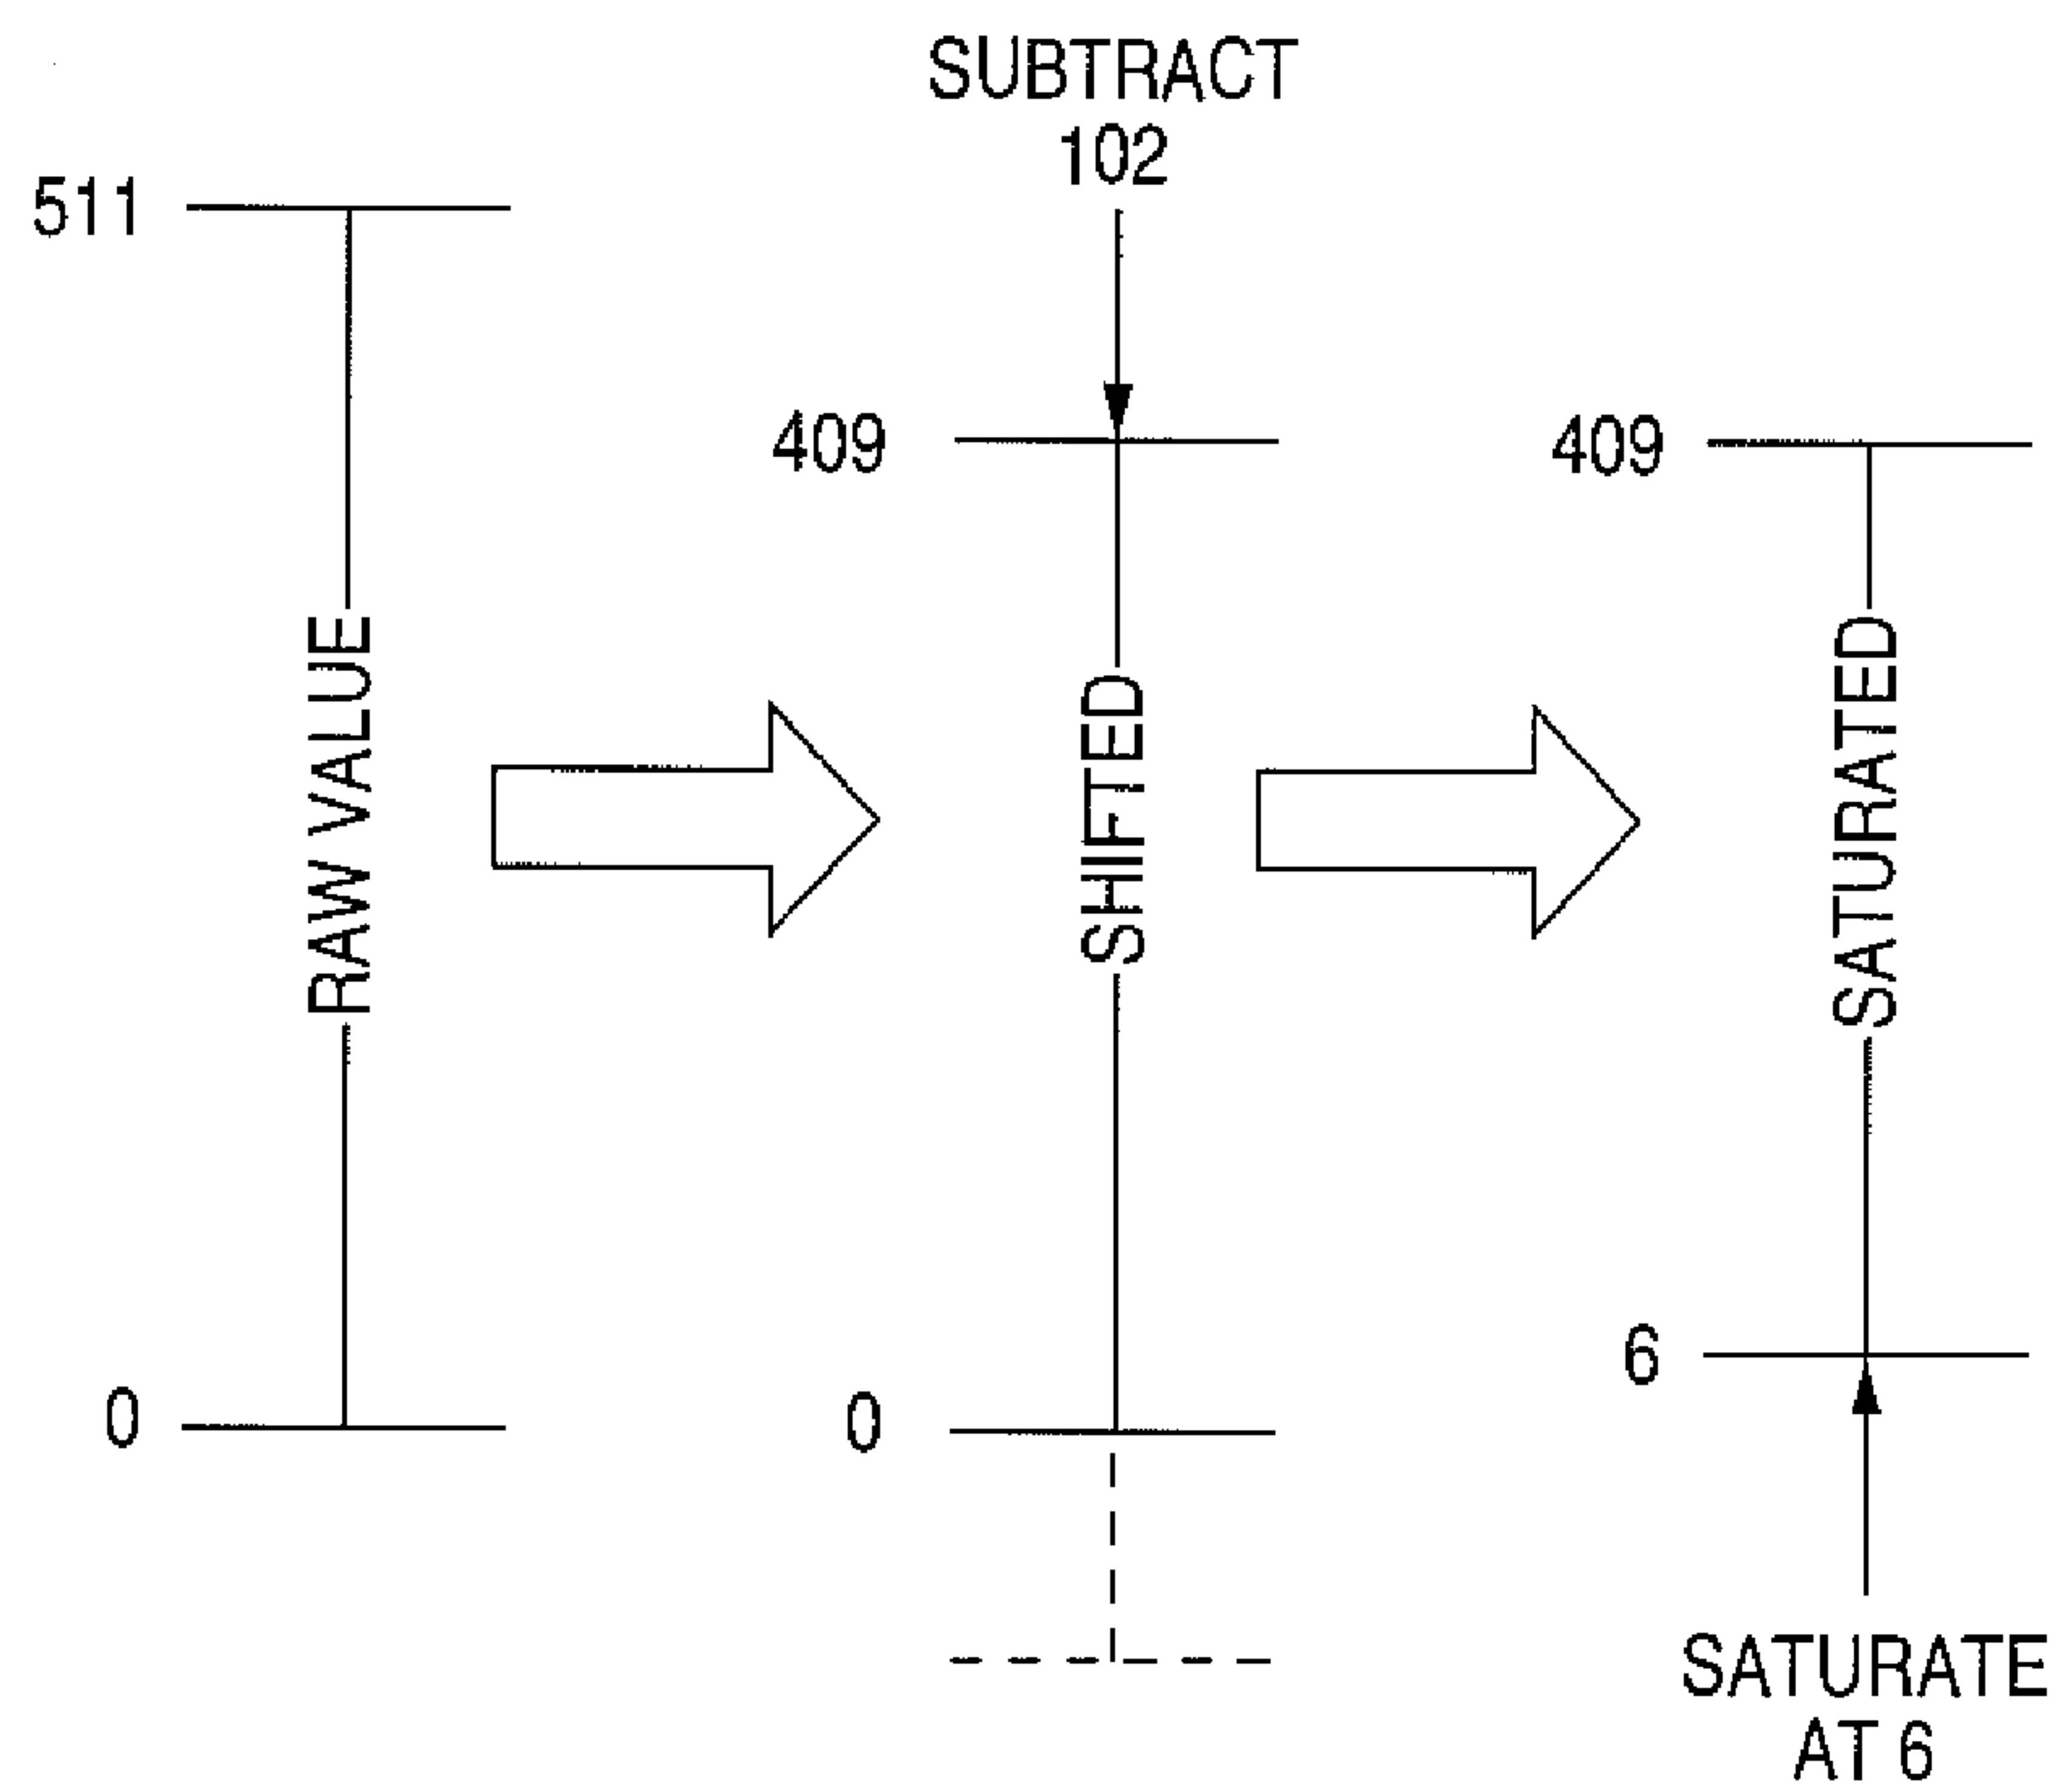 SUBTRACT
102
511
409
409
RAW VALUE
SHIFTED
SATURATED
6
0
0
SATURATE
AT 6